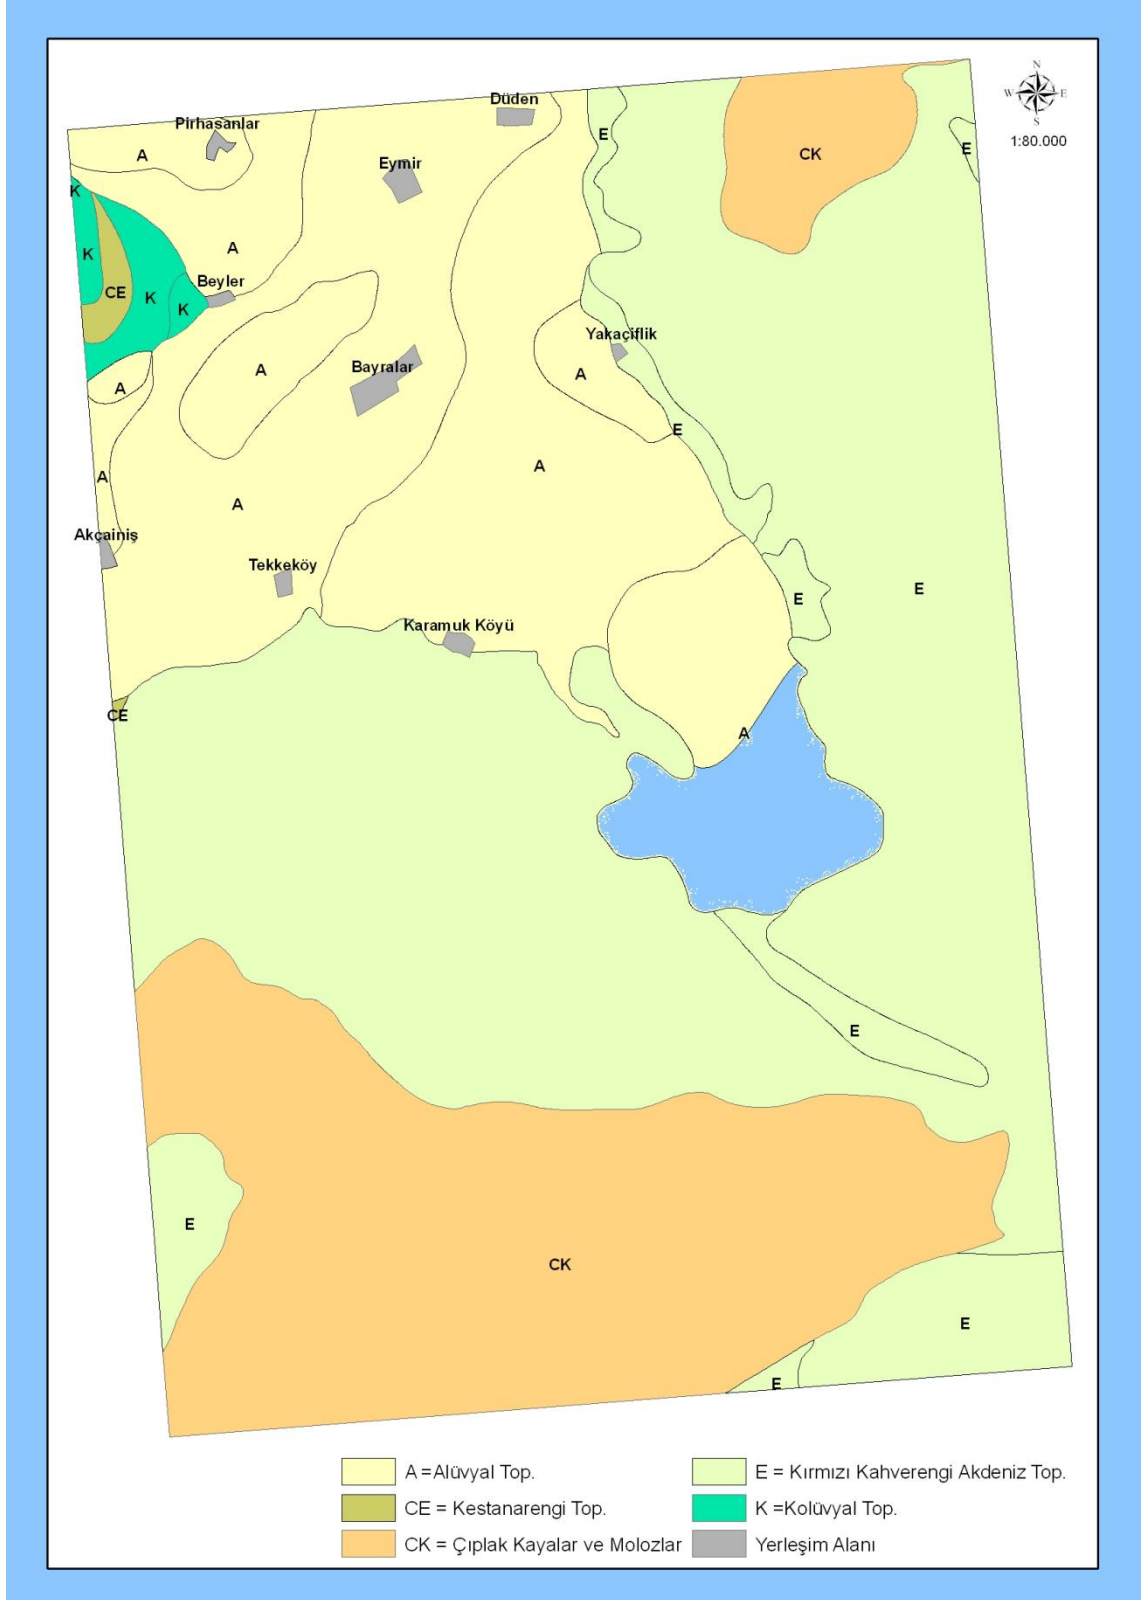 N
W E
S
1:80.000
Düden
Pirhasanlar
E
A
CK
E
Eymir
K
A
K
Beyler
CE
K
K
Yakaçiflik
Bayralar
A
A
A
E
A
A
A
Akçainiş
Tekkeköy
E
E
Karamuk Köyü
CE
A
E
E
CK
E
E
A =Alüvyal Top.
E = Kırmızı Kahverengi Akdeniz Top.
CE = Kestanarengi Top.
K =Kolüvyal Top.
CK = Çıplak Kayalar ve Molozlar
Yerleşim Alanı